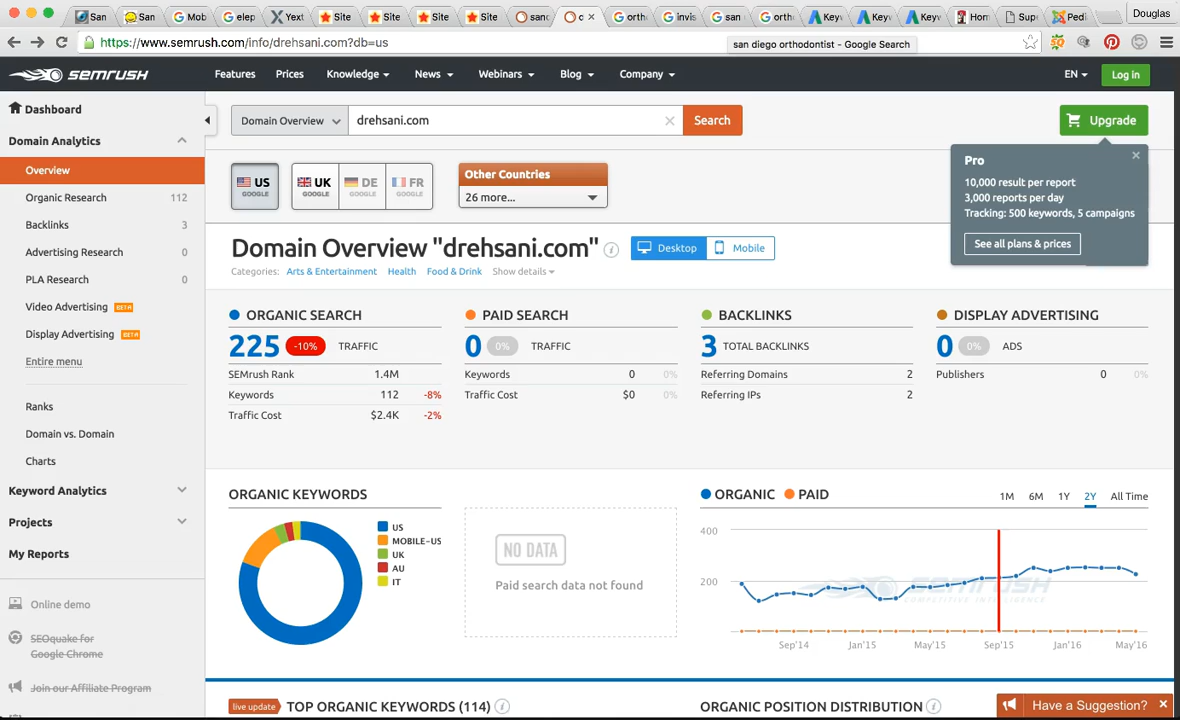 San
San
Mob
elep
Yext
Site
Site
Site
Site
sand
c
orth
invis
san
orth
Keyw
Keyw
Keyw
Hom
Supe
Pedi
Douglas
https://www.semrush.com/info/drehsani.com?db=us
san diego orthodontist - Google Search
SEMRUSH
Features
Prices
Knowledge
News
Webinars
Blog
Company
EN
Log in
Dashboard
Domain Overview
drehsani.com
Search
Upgrade
Domain Analytics
Overview
Organic Research 112
Backlinks 3
Advertising Research 0
PLA Research 0
Video Advertising BETA
Display Advertising BETA
Entire menu
Ranks
Domain vs. Domain
Charts
Keyword Analytics
Projects
My Reports
Online demo
SEOquake for
Google Chrome
Join our Affiliate Program
US
GOOGLE
UK
GOOGLE
DE
GOOGLE
FR
GOOGLE
Other Countries
26 more...
Pro
10,000 result per report
3,000 reports per day
Tracking: 500 keywords, 5 campaigns
See all plans & prices
Domain Overview "drehsani.com"
Desktop
Mobile
Categories: Arts & Entertainment Health Food & Drink Show details
ORGANIC SEARCH
225 -10% TRAFFIC
SEMrush Rank 1.4M
Keywords 112 -8%
Traffic Cost $2.4K -2%
PAID SEARCH
0 0% TRAFFIC
Keywords 0 0%
Traffic Cost $0 0%
BACKLINKS
3 TOTAL BACKLINKS
Referring Domains 2
Referring IPs 2
DISPLAY ADVERTISING
0 0% ADS
Publishers 0 0%
ORGANIC KEYWORDS
US
MOBILE-US
UK
AU
IT
NO DATA
Paid search data not found
ORGANIC PAID
1M 6M 1Y 2Y All Time
400
200
SEMRUSH
COMPETITIVE INTELLIGENCE
Sep'14 Jan'15 May'15 Sep'15 Jan'16 May'16
live update TOP ORGANIC KEYWORDS (114)
ORGANIC POSITION DISTRIBUTION
Have a Suggestion?